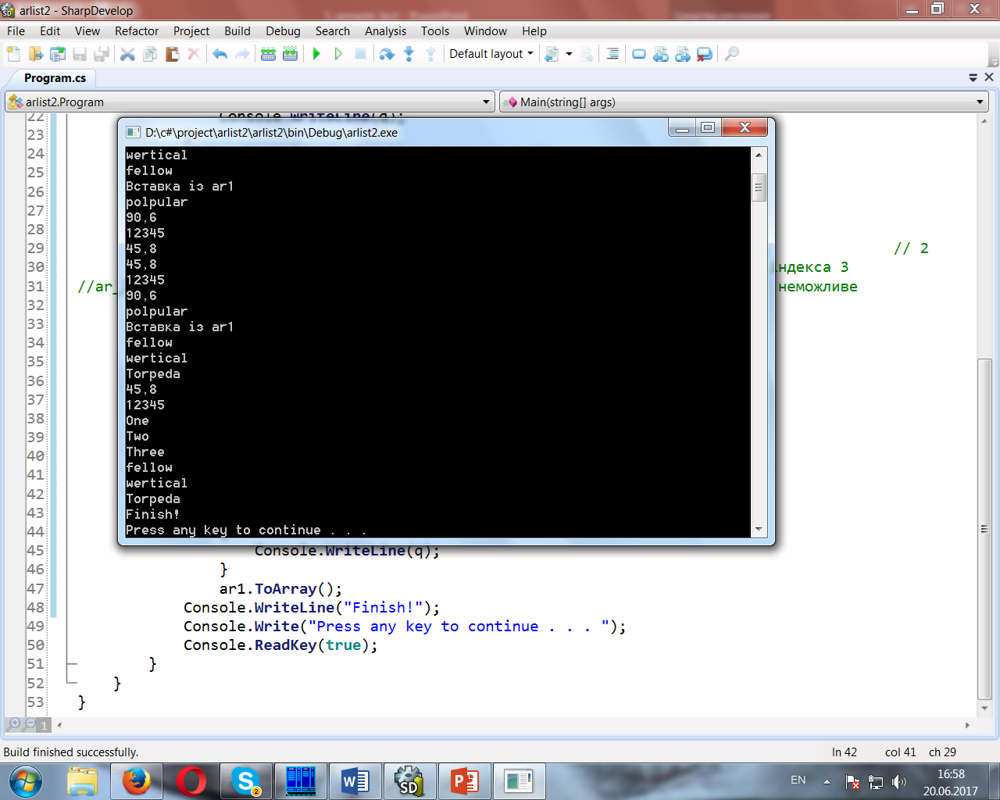 arlist2 - SharpDevelop
File Edit View Refactor Project Build Debug Search Analysis Tools Window Help
Default layout
Program.cs
arlist2.Program
Main(string[] args)
22 Console.WriteLine(q);
D:\c#\project\arlist2\arlist2\bin\Debug\arlist2.exe
wertical
fellow
Вставка із ar1
polpular
90,6
12345
45,8
45,8
12345
90,6
polpular
Вставка із ar1
fellow
wertical
Torpeda
45,8
12345
One
Two
Three
fellow
wertical
Torpeda
Finish!
Press any key to continue . . .
23
24
25
26
27
28
29 // 2
30 ндекса 3
31 //ar_ неможливе
32
33
34
35
36
37
38
39
40
41
42
43
44
45 Console.WriteLine(q);
46 }
47 ar1.ToArray();
48 Console.WriteLine("Finish!");
49 Console.Write("Press any key to continue . . . ");
50 Console.ReadKey(true);
51 }
52 }
53 }
1
Build finished successfully.
ln 42 col 41 ch 29
2
SD
EN
16:58
20.06.2017